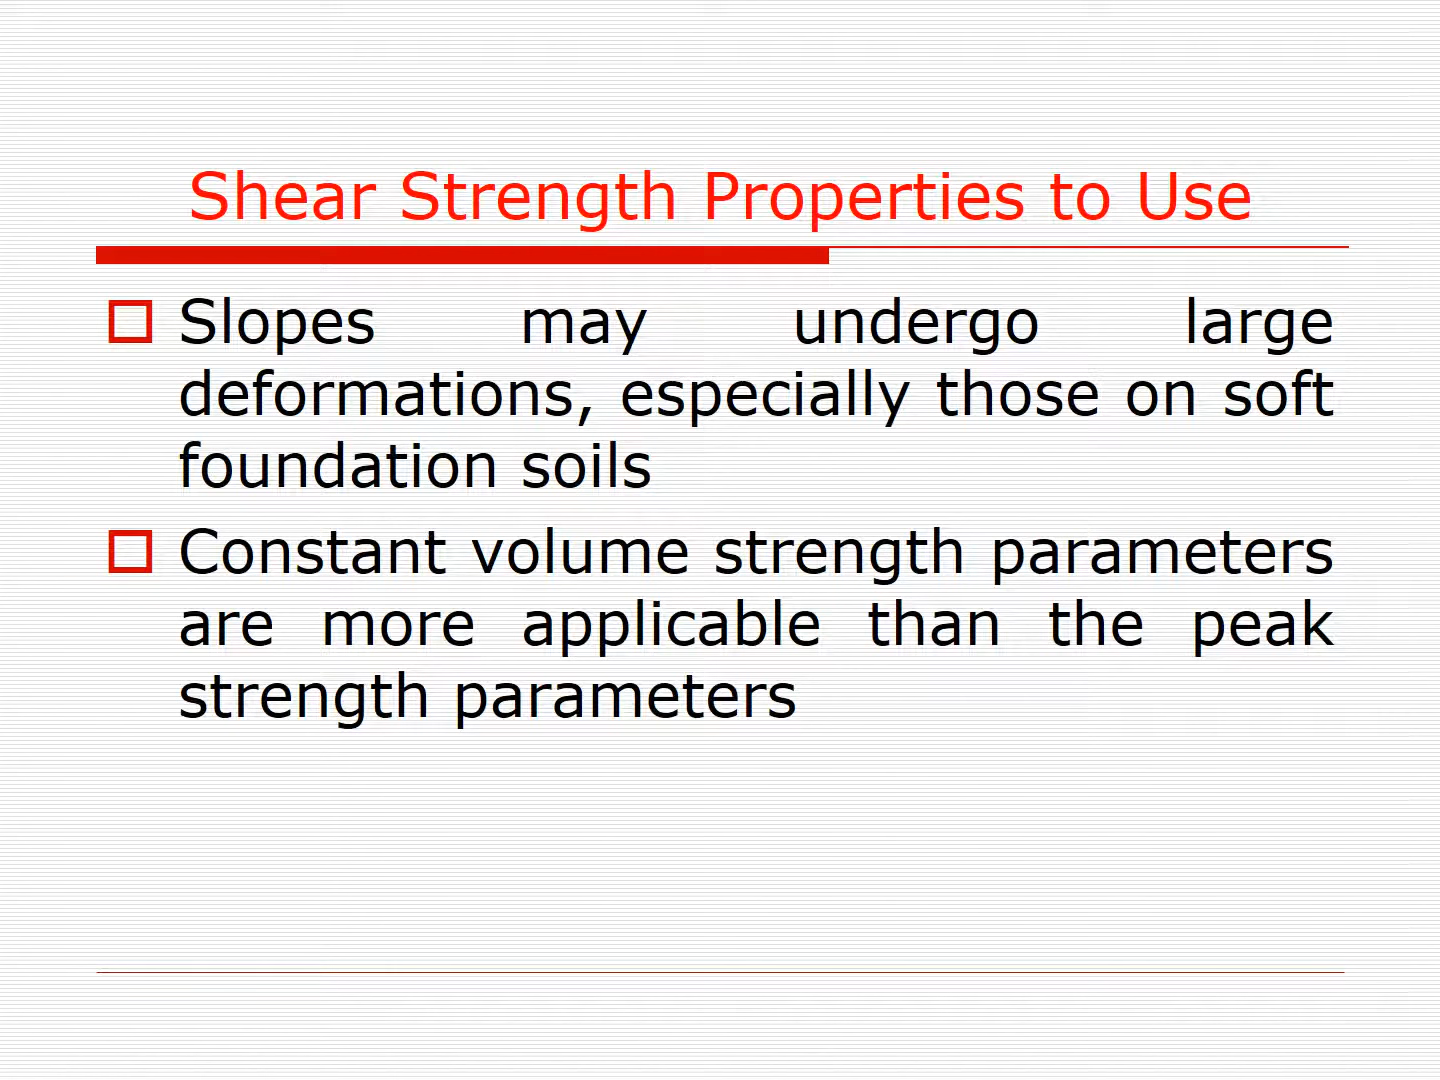 Shear Strength Properties to Use
Slopes may undergo large
deformations, especially those on soft
foundation soils
Constant volume strength parameters
are more applicable than the peak
strength parameters